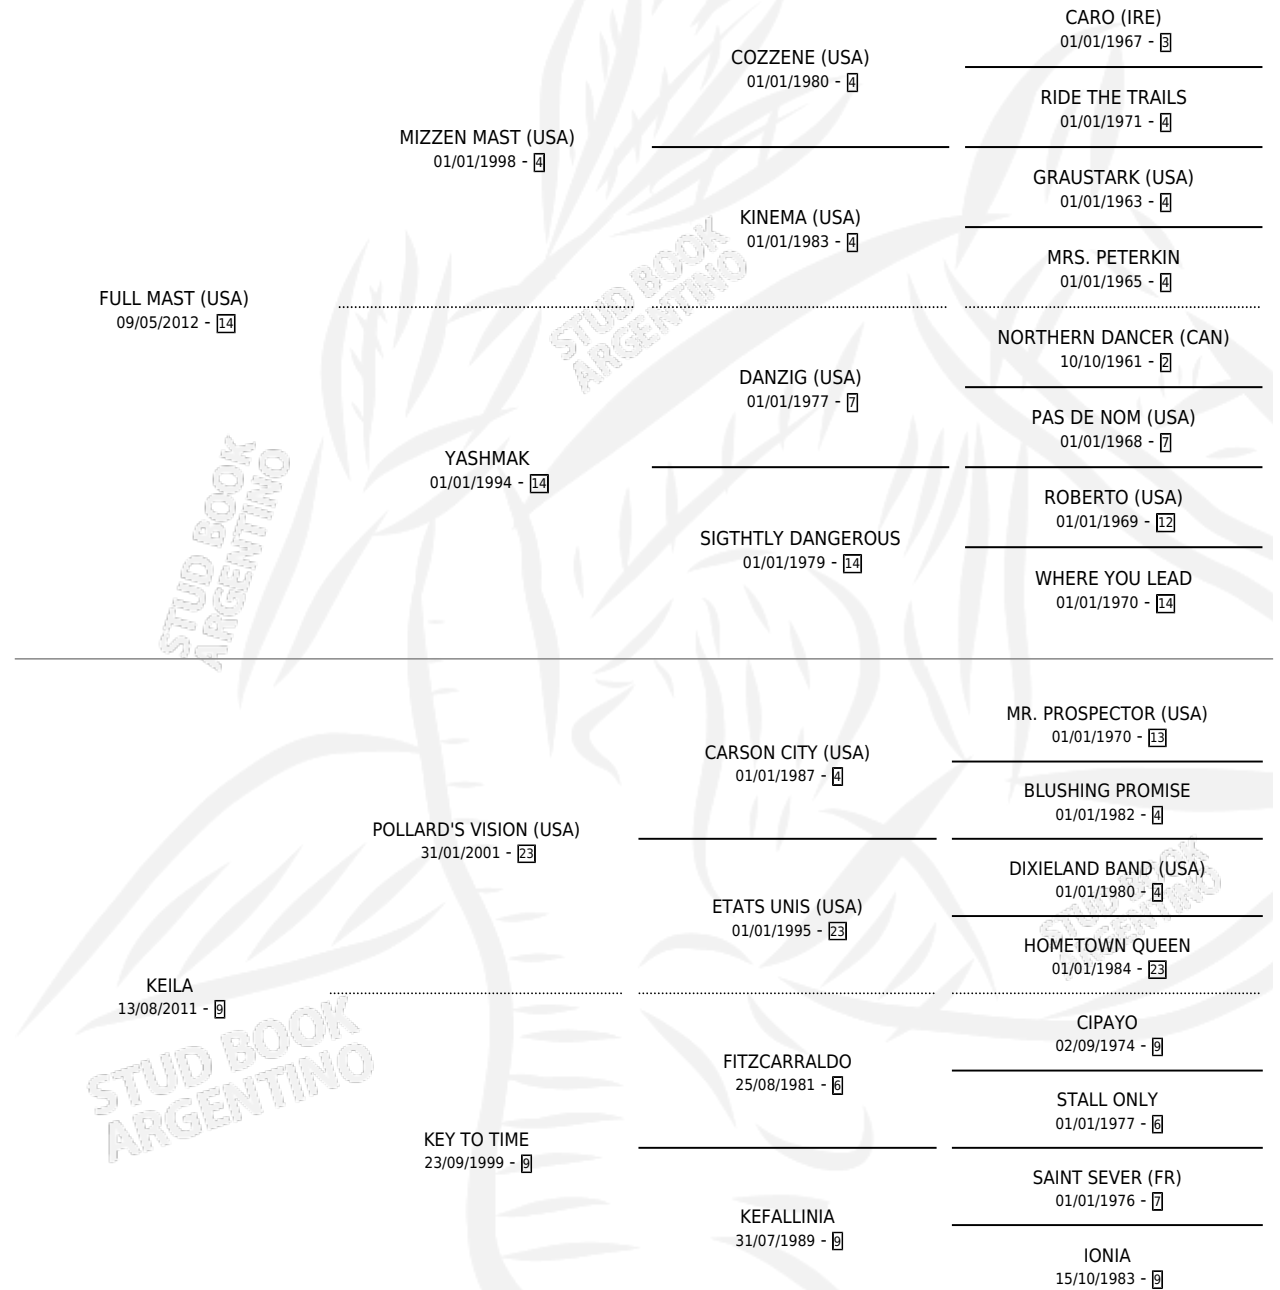 CARO (IRE)
01/01/1967 - 3
COZZENE (USA)
01/01/1980 - 4
RIDE THE TRAILS
01/01/1971 - 4
MIZZEN MAST (USA)
01/01/1998 - 4
GRAUSTARK (USA)
01/01/1963 - 4
KINEMA (USA)
01/01/1983 - 4
MRS. PETERKIN
01/01/1965 - 4
FULL MAST (USA)
09/05/2012 - 14
NORTHERN DANCER (CAN)
10/10/1961 - 2
DANZIG (USA)
01/01/1977 - 7
PAS DE NOM (USA)
01/01/1968 - 7
YASHMAK
01/01/1994 - 14
ROBERTO (USA)
01/01/1969 - 12
SIGTHTLY DANGEROUS
01/01/1979 - 14
WHERE YOU LEAD
01/01/1970 - 14
STUD BOOK
ARGENTINO
STUD BOOK
ARGENTINO
MR. PROSPECTOR (USA)
01/01/1970 - 13
CARSON CITY (USA)
01/01/1987 - 4
BLUSHING PROMISE
01/01/1982 - 4
POLLARD'S VISION (USA)
31/01/2001 - 23
DIXIELAND BAND (USA)
01/01/1980 - 4
ETATS UNIS (USA)
01/01/1995 - 23
HOMETOWN QUEEN
01/01/1984 - 23
KEILA
13/08/2011 - 9
CIPAYO
02/09/1974 - 9
FITZCARRALDO
25/08/1981 - 6
STALL ONLY
01/01/1977 - 6
KEY TO TIME
23/09/1999 - 9
SAINT SEVER (FR)
01/01/1976 - 7
KEFALLINIA
31/07/1989 - 9
IONIA
15/10/1983 - 9
STUD BOOK
ARGENTINO
STUD BOOK
ARGENTINO